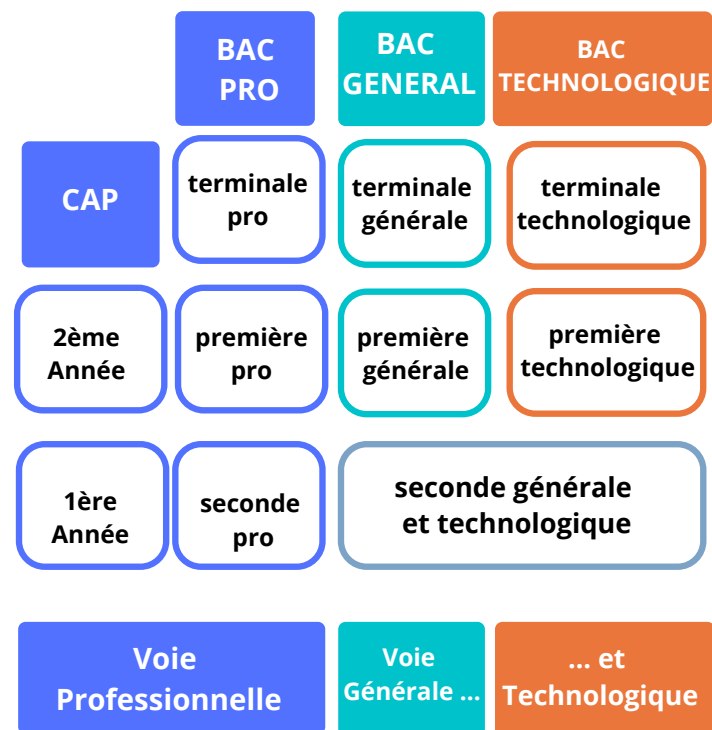 BAC
PRO
BAC
GENERAL
BAC
TECHNOLOGIQUE
CAP
terminale
pro
terminale
générale
terminale
technologique
2ème
Année
première
pro
première
générale
première
technologique
1ère
Année
seconde
pro
seconde générale
et technologique
Voie
Professionnelle
Voie
Générale ...
... et
Technologique